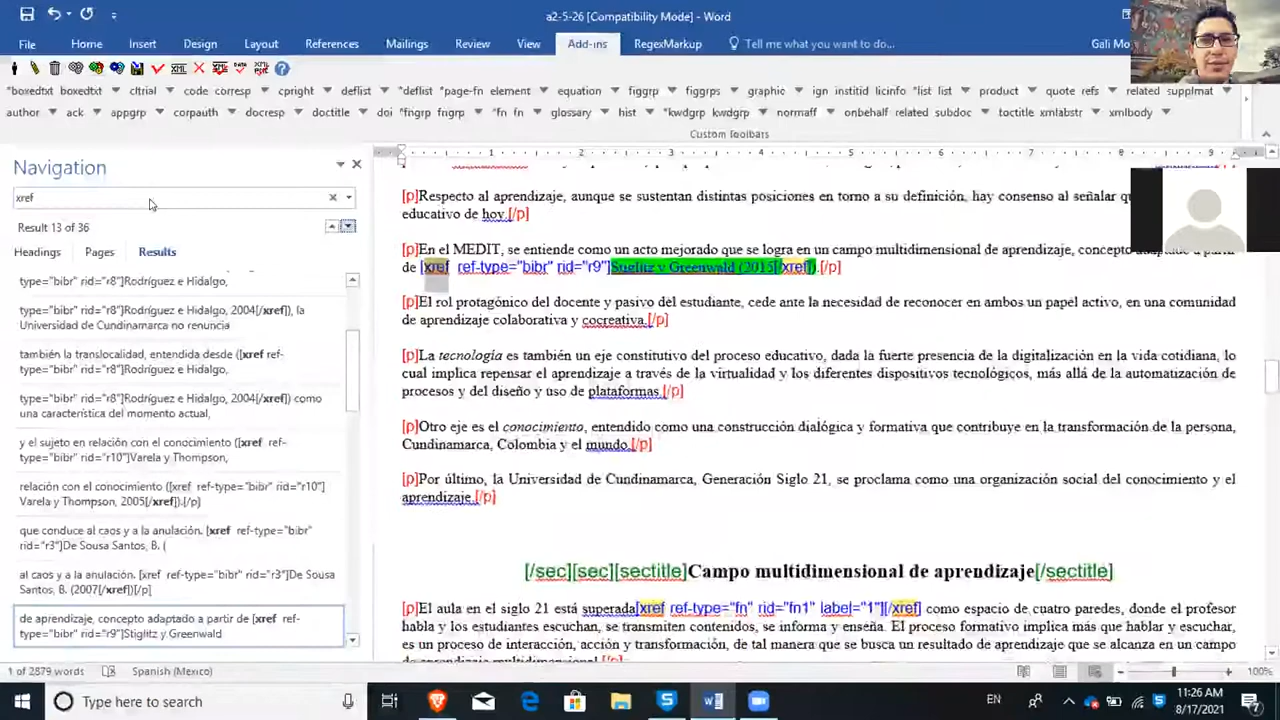 a2-5-26 [Compatibility Mode] - Word
Gali Mo
File Home Insert Design Layout References Mailings Review View Add-ins RegexMarkup Tell me what you want to do...
*boxedtxt boxedtxt cltrial code corresp cpright deflist *deflist *page-fn element equation figgrp figgrps graphic ign institid licinfo *list list product quote refs related supplmat
author ack appgrp corpauth docresp doctitle doi *fngrp fngrp *fn fn glossary hist *kwdgrp kwdgrp normaff onbehalf related subdoc toctitle xmlabstr xmlbody
Custom Toolbars
Navigation
xref
Result 13 of 36
Headings Pages Results
type="bibr" rid="r8"]Rodríguez e Hidalgo,
type="bibr" rid="r8"]Rodríguez e Hidalgo, 2004[/xref]), la
Universidad de Cundinamarca no renuncia
también la translocalidad, entendida desde ([xref ref-
type="bibr" rid="r8"]Rodríguez e Hidalgo,
type="bibr" rid="r8"]Rodríguez e Hidalgo, 2004[/xref]) como
una característica del momento actual,
y el sujeto en relación con el conocimiento ([xref ref-
type="bibr" rid="r10"]Varela y Thompson,
relación con el conocimiento ([xref ref-type="bibr" rid="r10"]
Varela y Thompson, 2005[/xref]).[/p]
que conduce al caos y a la anulación. [xref ref-type="bibr"
rid="r3"]De Sousa Santos, B. (
al caos y a la anulación. [xref ref-type="bibr" rid="r3"]De Sousa
Santos, B. (2007[/xref])[/p]
de aprendizaje, concepto adaptado a partir de [xref ref-
type="bibr" rid="r9"]Stiglitz y Greenwald
1 2 3 4 5 6 7 8 9
[p]Respecto al aprendizaje, aunque se sustentan distintas posiciones en torno a su definición, hay consenso al señalar
educativo de hoy.[/p]
[p]En el MEDIT, se entiende como un acto mejorado que se logra en un campo multidimensional de aprendizaje, concepto adaptado a partir
de [xref ref-type="bibr" rid="r9"]Stiglitz y Greenwald (2015[/xref]).[/p]
[p]El rol protagónico del docente y pasivo del estudiante, cede ante la necesidad de reconocer en ambos un papel activo, en una comunidad
de aprendizaje colaborativa y cocreativa.[/p]
[p]La tecnología es también un eje constitutivo del proceso educativo, dada la fuerte presencia de la digitalización en la vida cotidiana, lo
cual implica repensar el aprendizaje a través de la virtualidad y los diferentes dispositivos tecnológicos, más allá de la automatización de
procesos y del diseño y uso de plataformas.[/p]
[p]Otro eje es el conocimiento, entendido como una construcción dialógica y formativa que contribuye en la transformación de la persona,
Cundinamarca, Colombia y el mundo.[/p]
[p]Por último, la Universidad de Cundinamarca, Generación Siglo 21, se proclama como una organización social del conocimiento y el
aprendizaje.[/p]
[/sec][sec][sectitle]Campo multidimensional de aprendizaje[/sectitle]
[p]El aula en el siglo 21 está superada[xref ref-type="fn" rid="fn1" label="1"][/xref] como espacio de cuatro paredes, donde el profesor
habla y los estudiantes escuchan, se transmiten contenidos, se informa y enseña. El proceso formativo implica más que hablar y escuchar,
es un proceso de interacción, acción y transformación, de tal manera que se busca un resultado de aprendizaje que se alcanza en un campo
de aprendizaje multidimensional.[/p]
1 of 2879 words Spanish (Mexico) 100%
Type here to search
EN
11:26 AM
8/17/2021